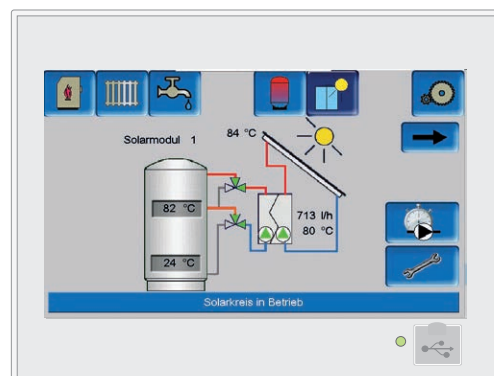 84 °C
Solarmodul 1
82 °C
713 l/h
80 °C
24 °C
Solarkreis in Betrieb